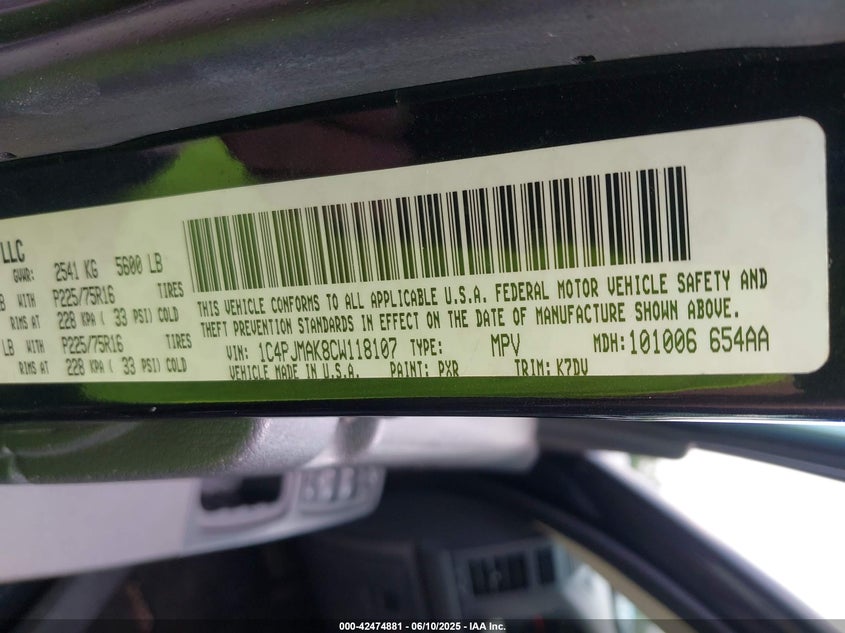 LLC
GVWR: 2541 KG 5600 LB
B WITH P225/75R16 TIRES
RIMS AT 228 KPA ( 33 PSI) COLD
LB WITH P225/75R16 TIRES
RIMS AT 228 KPA ( 33 PSI) COLD
THIS VEHICLE CONFORMS TO ALL APPLICABLE U.S.A. FEDERAL MOTOR VEHICLE SAFETY AND
THEFT PREVENTION STANDARDS IN EFFECT ON THE DATE OF MANUFACTURE SHOWN ABOVE.
VIN: 1C4PJMAK8CW118107 TYPE: MPV MDH:101006 654AA
VEHICLE MADE IN U.S.A. PAINT: PXR TRIM: K7DV
000-42474881 - 06/10/2025 - IAA Inc.